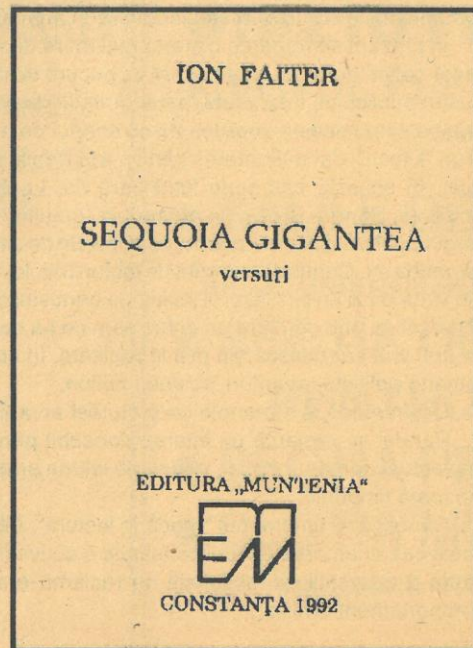 ION FAITER
SEQUOIA GIGANTEA
versuri
EDITURA „MUNTENIA“
EM
CONSTANȚA 1992